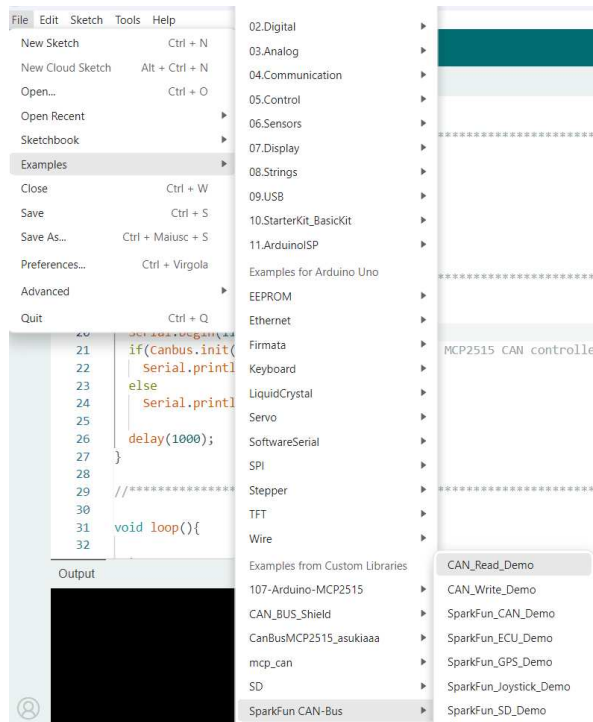 File Edit Sketch Tools Help
New Sketch Ctrl + N
New Cloud Sketch Alt + Ctrl + N
Open... Ctrl + O
Open Recent
Sketchbook
Examples
Close Ctrl + W
Save Ctrl + S
Save As... Ctrl + Maiusc + S
Preferences... Ctrl + Virgola
Advanced
Quit Ctrl + Q
02.Digital
03.Analog
04.Communication
05.Control
06.Sensors
07.Display
08.Strings
09.USB
10.StarterKit_BasicKit
11.ArduinoISP
Examples for Arduino Uno
EEPROM
Ethernet
Firmata
Keyboard
LiquidCrystal
Servo
SoftwareSerial
SPI
Stepper
TFT
Wire
Examples from Custom Libraries
107-Arduino-MCP2515
CAN_BUS_Shield
CanBusMCP2515_asukiaaa
mcp_can
SD
SparkFun CAN-Bus
CAN_Read_Demo
CAN_Write_Demo
SparkFun_CAN_Demo
SparkFun_ECU_Demo
SparkFun_GPS_Demo
SparkFun_Joystick_Demo
SparkFun_SD_Demo
21 if(Canbus.init( MCP2515 CAN controlle
22 Serial.printl
23 else
24 Serial.printl
25
26 delay(1000);
27 }
28
29 //***************
30
31 void loop(){
32
Output